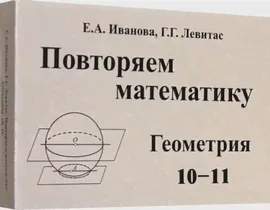 Е.А. Иванова, Г.Г. Левитас
Повторяем
математику
Геометрия
10–11
O
A